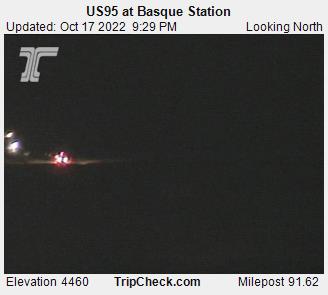 US95 at Basque Station
Updated: Oct 17 2022 9:29 PM Looking North
Elevation 4460 TripCheck.com Milepost 91.62